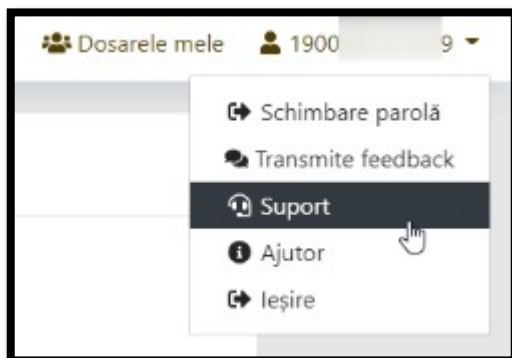 Dosarele mele 1900 9
Schimbare parolă
Transmite feedback
Suport
Ajutor
Ieșire